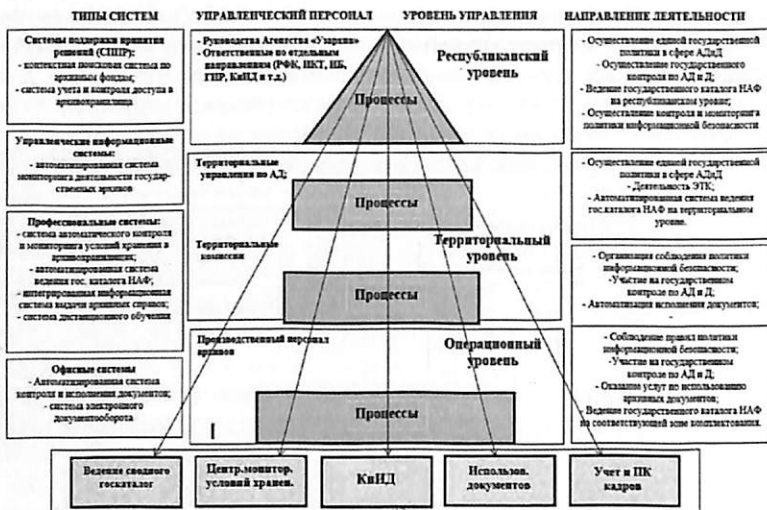 ТИПЫ СИСТЕМ
УПРАВЛЕНЧЕСКИЙ ПЕРСОНАЛ
УРОВЕНЬ УПРАВЛЕНИЯ
НАПРАВЛЕНИЕ ДЕЯТЕЛЬНОСТИ
Системы поддержки принятия
решений (СППР):
- контекстная поисковая система по
архивным фондам;
- система учета и контроля доступа в
архивохранилище
Управленческие информационные
системы:
- автоматизированная система
мониторинга деятельности государ-
ственных архивов
Профессиональные системы:
- система автоматического контроля
и мониторинга условий хранения в
архивохранилищах;
- автоматизированная система
ведения гос. каталога НАФ;
- интегрированная информационная
система выдачи архивных справок;
- система дистанционного обучения
Офисные системы
- Автоматизированная система
контроля и исполнения документов;
- система электронного
документооборота
- Руководства Агентства «Узархив»
- Ответственные по отдельным
направлениям (РФК, ИКТ, ИБ,
ГНР, КиИД и т.д.)
Республиканский
уровень
Процессы
Территориальные
управления по АД;
Процессы
Территориальные
комиссии
Территориальный
уровень
Процессы
Производственный персонал
архивов
Операционный
уровень
Процессы
- Осуществление единой государственной
политики в сфере АДиД
- Осуществление государственного
контроля по АД и Д;
- Ведение государственного каталога НАФ
на республиканском уровне;
- Осуществление контроля и мониторинга
политики информационной безопасности
- Осуществление единой государственной
политики в сфере АДиД
- Деятельность ЭТК;
- Автоматизированная система ведения
гос.каталога НАФ на территориальном
уровне.
- Организация соблюдения политики
информационной безопасности;
-Участие на государственном
контроле по АД и Д;
- Автоматизация исполнения документов;
-
- Соблюдение правил политики
информационной безопасности;
- Участие на государственном
контроле по АД и Д;
- Оказание услуг по использованию
архивных документов;
- Ведение государственного каталога НАФ
на соответствующей зоне комплектования.
Ведение сводного
госкаталог
Центр.монитор.
условий хранен.
КиИД
Использов.
документов
Учет и ПК
кадров